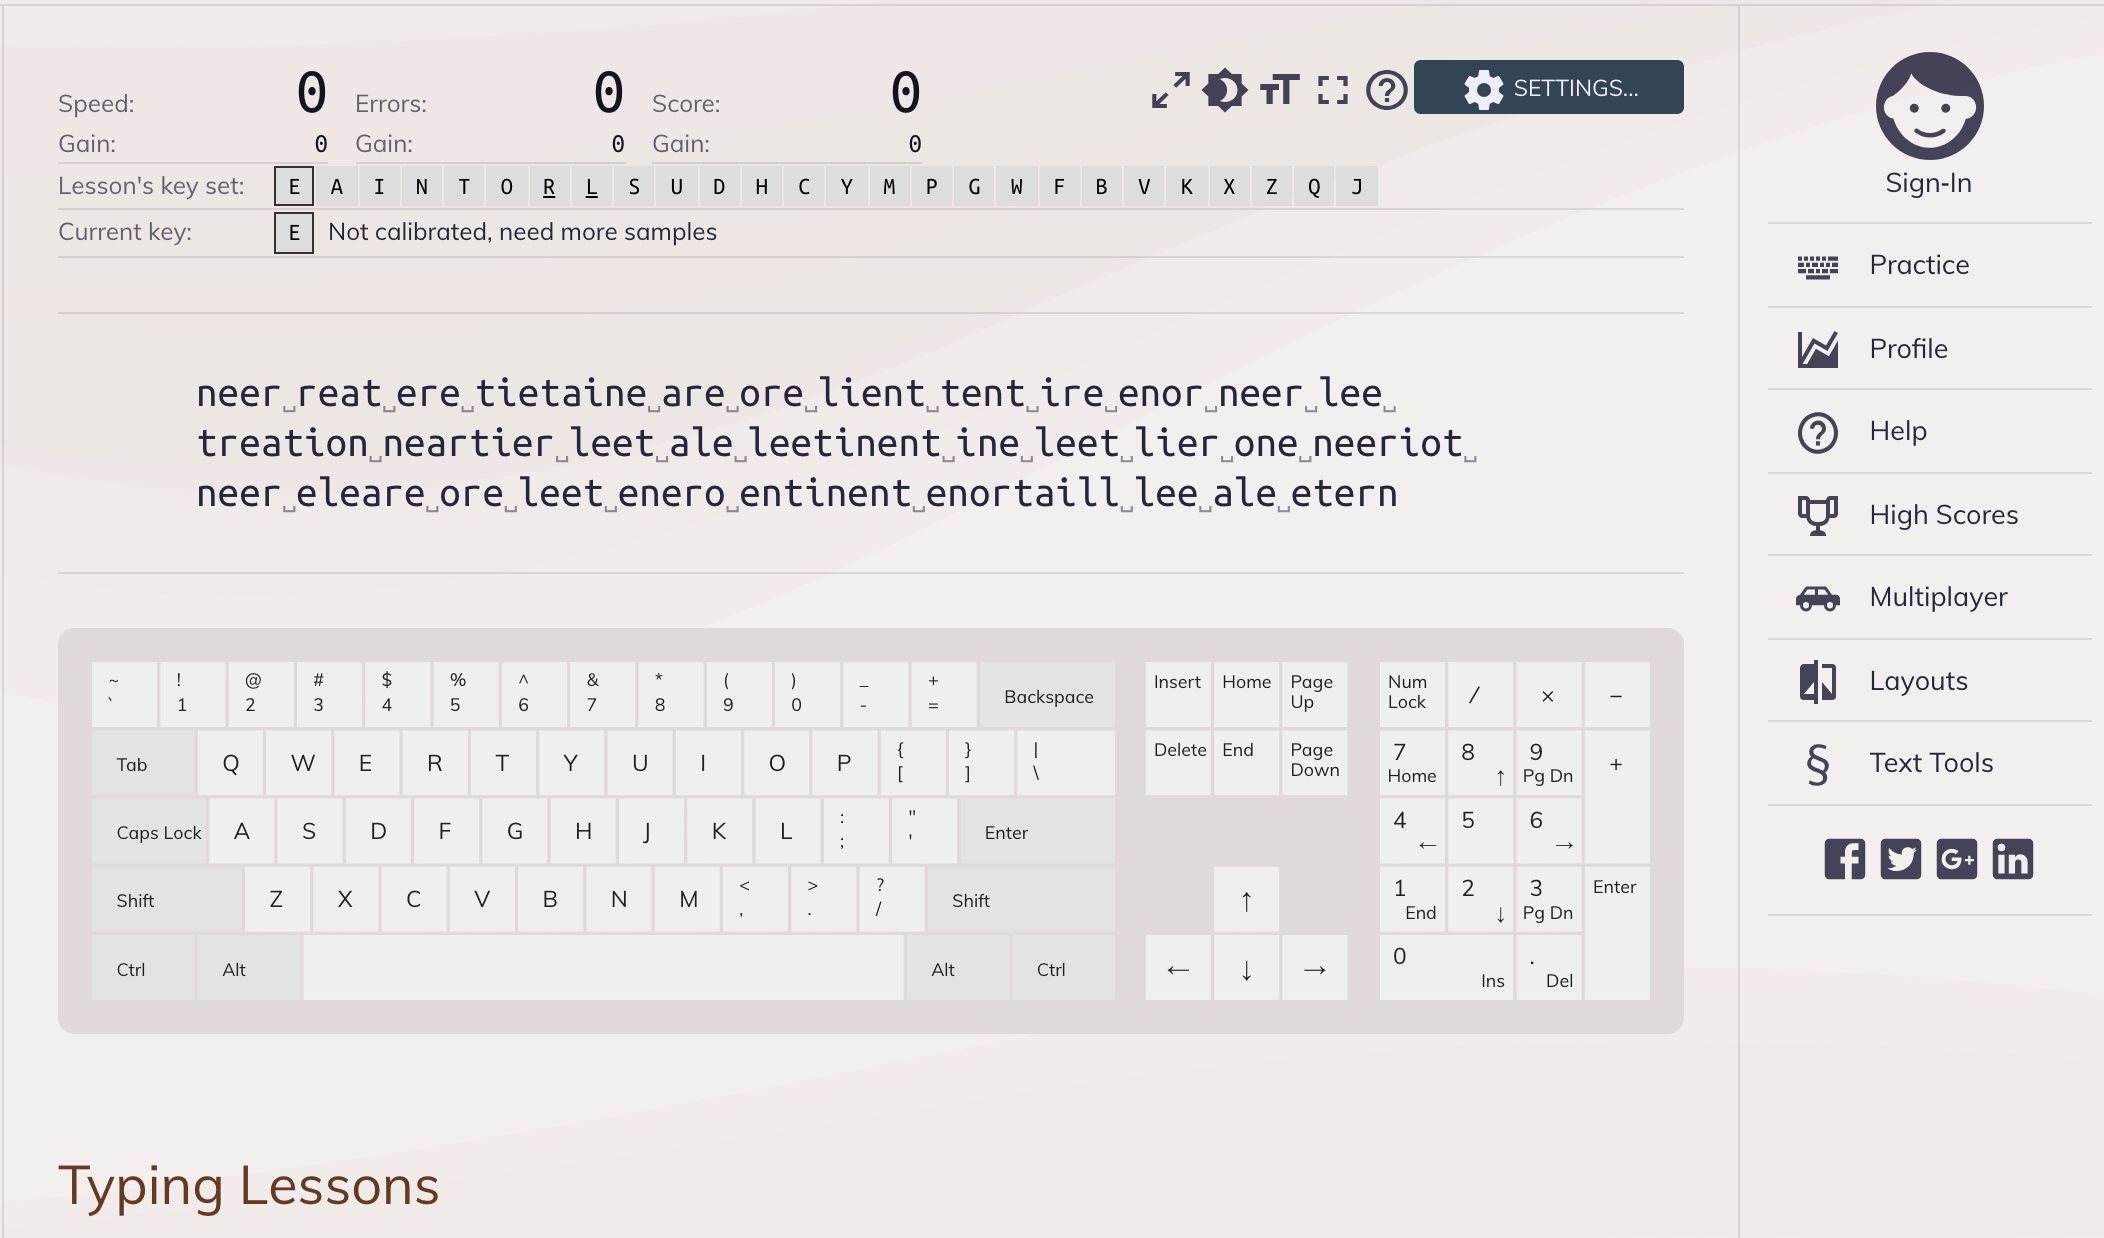 Speed: 0 Errors: 0 Score: 0 SETTINGS...
Gain: 0 Gain: 0 Gain: 0
Lesson's key set: E A I N T O R L S U D H C Y M P G W F B V K X Z Q J
Current key: E Not calibrated, need more samples
neer␣reat␣ere␣tietaine␣are␣ore␣lient␣tent␣ire␣enor␣neer␣lee␣
treation␣neartier␣leet␣ale␣leetinent␣ine␣leet␣lier␣one␣neeriot␣
neer␣eleare␣ore␣leet␣enero␣entinent␣enortaill␣lee␣ale␣etern
~ ! @ # $ % ^ & * ( ) _ +
` 1 2 3 4 5 6 7 8 9 0 - = Backspace
Tab Q W E R T Y U I O P { [ } ] | \
Caps Lock A S D F G H J K L : ; " ' Enter
Shift Z X C V B N M < , > . ? / Shift
Ctrl Alt Alt Ctrl
Insert Home Page Up
Delete End Page Down
↑
← ↓ →
Num Lock / × −
7 Home 8 ↑ 9 Pg Dn +
4 ← 5 6 →
1 End 2 ↓ 3 Pg Dn Enter
0 Ins . Del
Typing Lessons
Sign-In
Practice
Profile
Help
High Scores
Multiplayer
Layouts
§ Text Tools